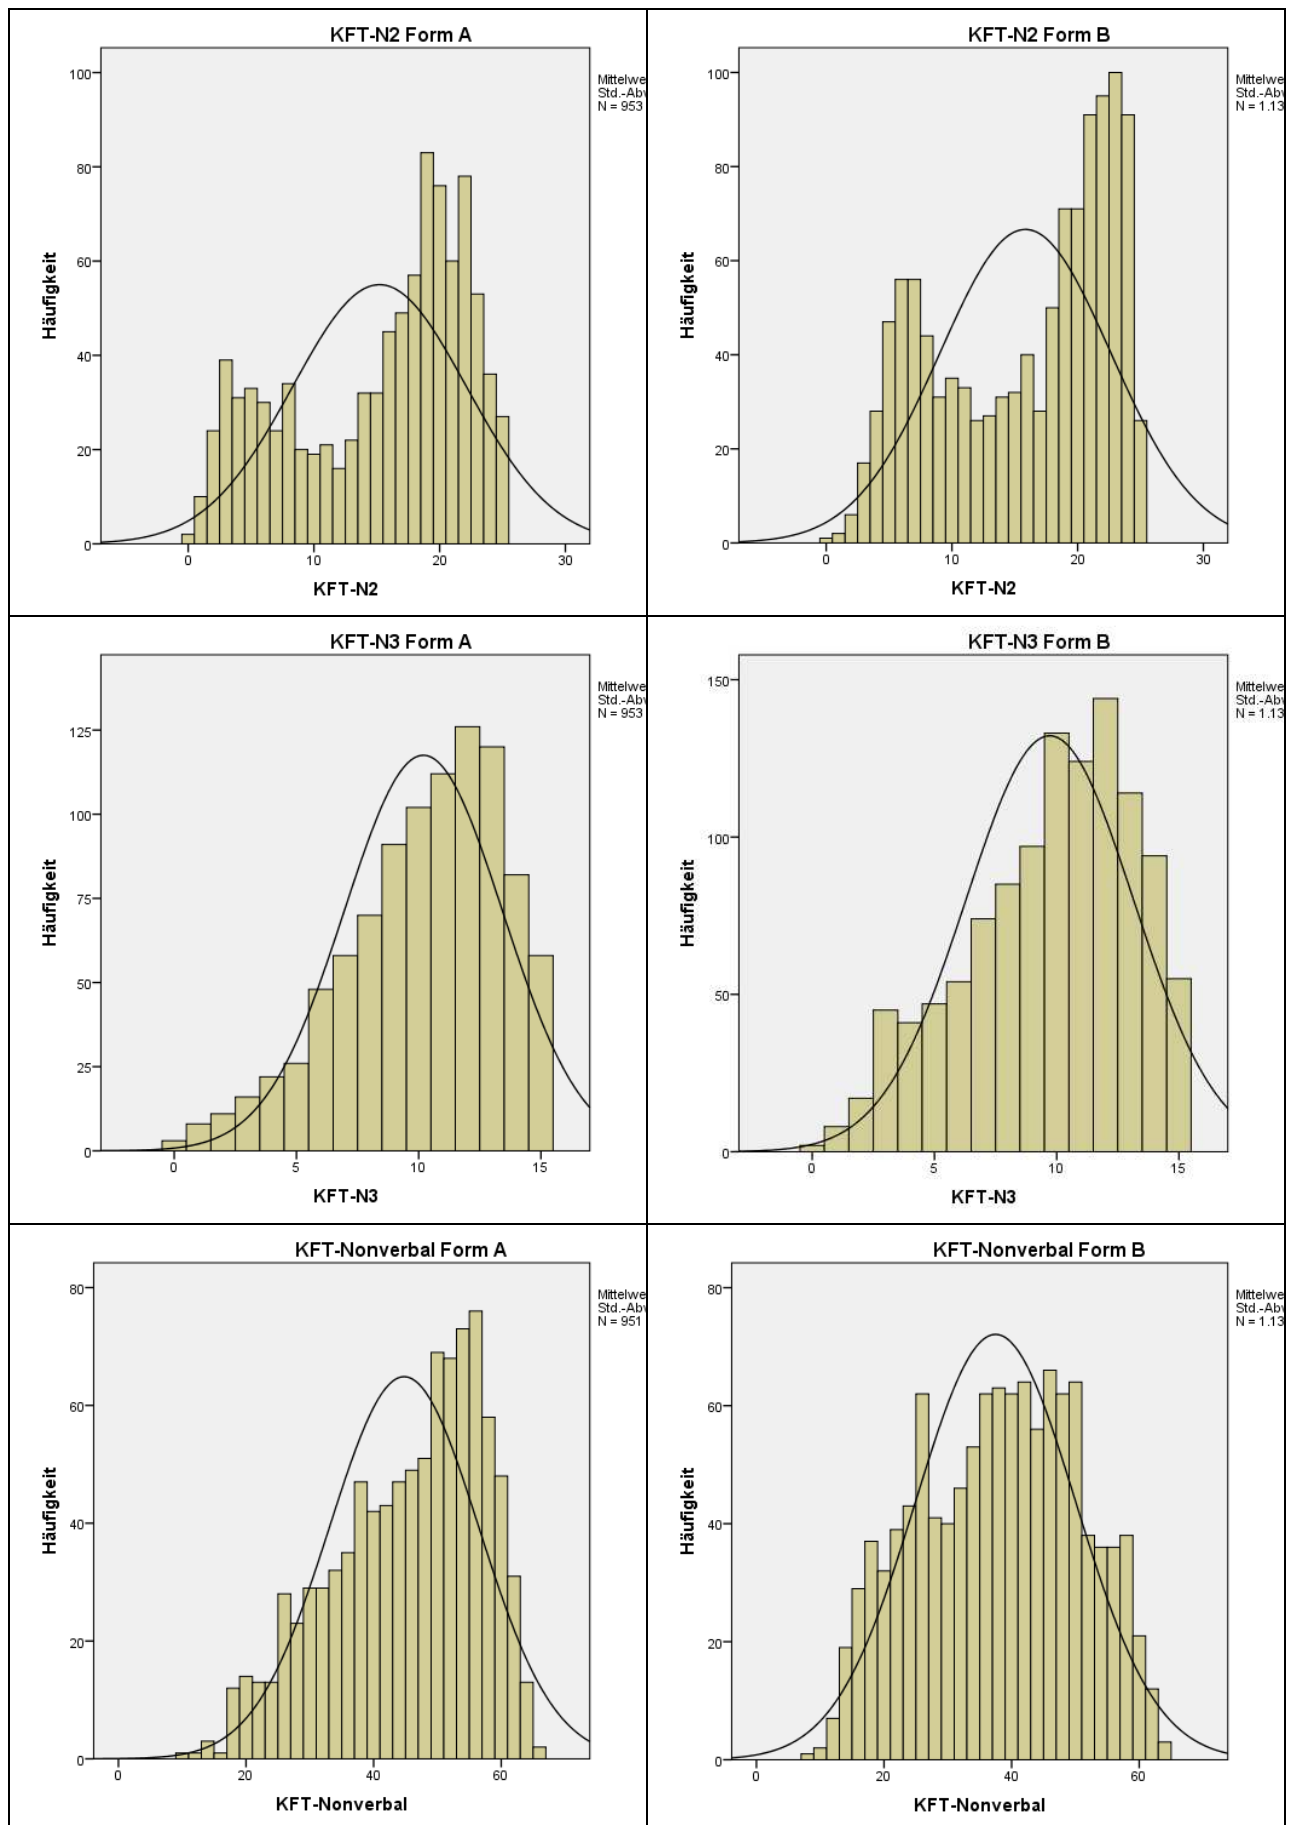 KFT-N2 Form A
Mittelwe
Std.-Abw
N = 953
100
80
60
40
20
0
Häufigkeit
0 10 20 30
KFT-N2
KFT-N2 Form B
Mittelwe
Std.-Abw
N = 1.13
100
80
60
40
20
0
Häufigkeit
0 10 20 30
KFT-N2
KFT-N3 Form A
Mittelwe
Std.-Abw
N = 953
125
100
75
50
25
0
Häufigkeit
0 5 10 15
KFT-N3
KFT-N3 Form B
Mittelwe
Std.-Abw
N = 1.13
150
100
50
0
Häufigkeit
0 5 10 15
KFT-N3
KFT-Nonverbal Form A
Mittelwe
Std.-Abw
N = 951
80
60
40
20
0
Häufigkeit
0 20 40 60
KFT-Nonverbal
KFT-Nonverbal Form B
Mittelwe
Std.-Abw
N = 1.13
80
60
40
20
0
Häufigkeit
0 20 40 60
KFT-Nonverbal